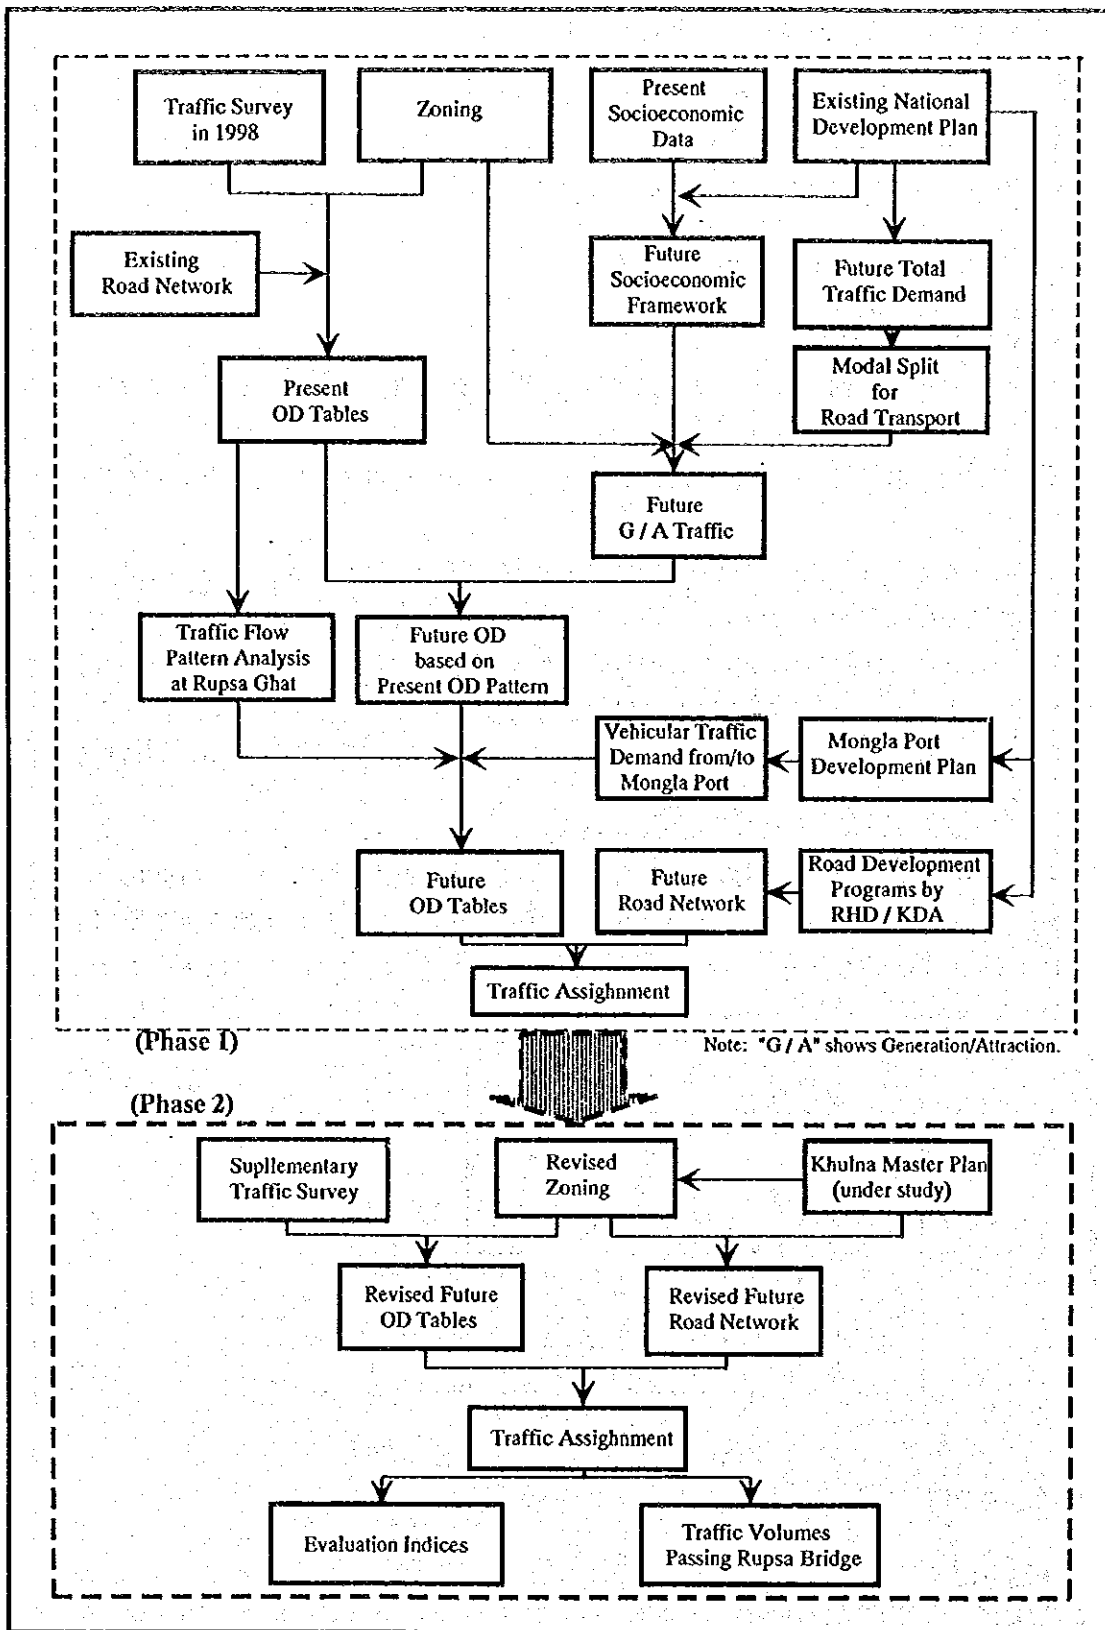 Traffic Survey
in 1998
Zoning
Present
Socioeconomic
Data
Existing National
Development Plan
Existing
Road Network
Future
Socioeconomic
Framework
Future Total
Traffic Demand
Present
OD Tables
Modal Split
for
Road Transport
Future
G / A Traffic
Traffic Flow
Pattern Analysis
at Rupsa Ghat
Future OD
based on
Present OD Pattern
Vehicular Traffic
Demand from/to
Mongla Port
Mongla Port
Development Plan
Future
OD Tables
Future
Road Network
Road Development
Programs by
RHD / KDA
Traffic Assighnment
(Phase 1)
Note: "G / A" shows Generation/Attraction.
(Phase 2)
Supllementary
Traffic Survey
Revised
Zoning
Khulna Master Plan
(under study)
Revised Future
OD Tables
Revised Future
Road Network
Traffic Assighnment
Evaluation Indices
Traffic Volumes
Passing Rupsa Bridge